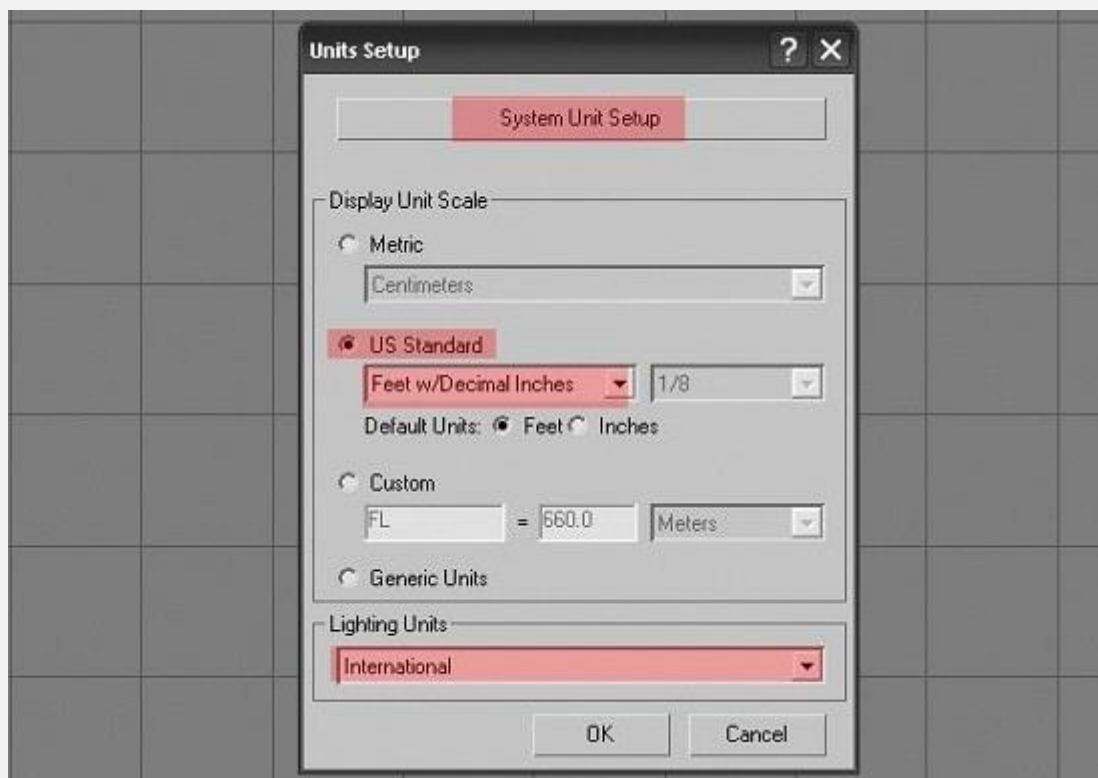 Units Setup
System Unit Setup
Display Unit Scale
Metric
Centimeters
US Standard
Feet w/Decimal Inches 1/8
Default Units: Feet Inches
Custom
FL = 660.0 Meters
Generic Units
Lighting Units
International
OK Cancel